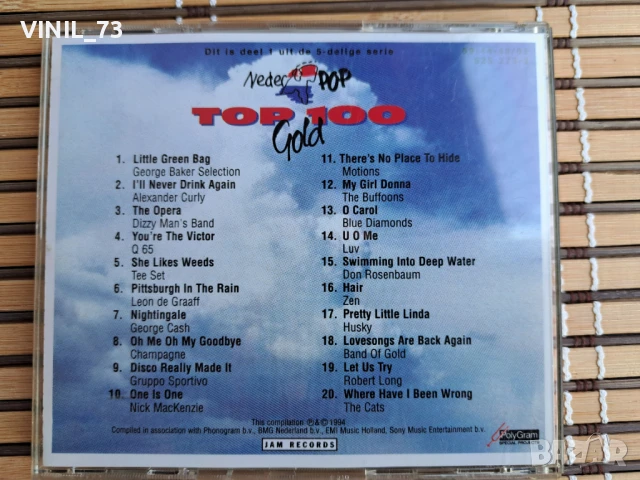 VINIL_73
Dit is deel 1 uit de 5-delige serie
Neder POP
TOP 100
Gold
1. Little Green Bag
George Baker Selection
2. I'll Never Drink Again
Alexander Curly
3. The Opera
Dizzy Man's Band
4. You're The Victor
Q 65
5. She Likes Weeds
Tee Set
6. Pittsburgh In The Rain
Leon de Graaff
7. Nightingale
George Cash
8. Oh Me Oh My Goodbye
Champagne
9. Disco Really Made It
Gruppo Sportivo
10. One Is One
Nick MacKenzie
11. There's No Place To Hide
Motions
12. My Girl Donna
The Buffoons
13. O Carol
Blue Diamonds
14. U O Me
Luv
15. Swimming Into Deep Water
Don Rosenbaum
16. Hair
Zen
17. Pretty Little Linda
Husky
18. Lovesongs Are Back Again
Band Of Gold
19. Let Us Try
Robert Long
20. Where Have I Been Wrong
The Cats
This compilation ℗ & © 1994
Compiled in association with Phonogram b.v., BMG Nederland b.v., EMI Music Holland, Sony Music Entertainment b.v.
JAM RECORDS
PolyGram
SPECIAL PROJECTS
BAZAR